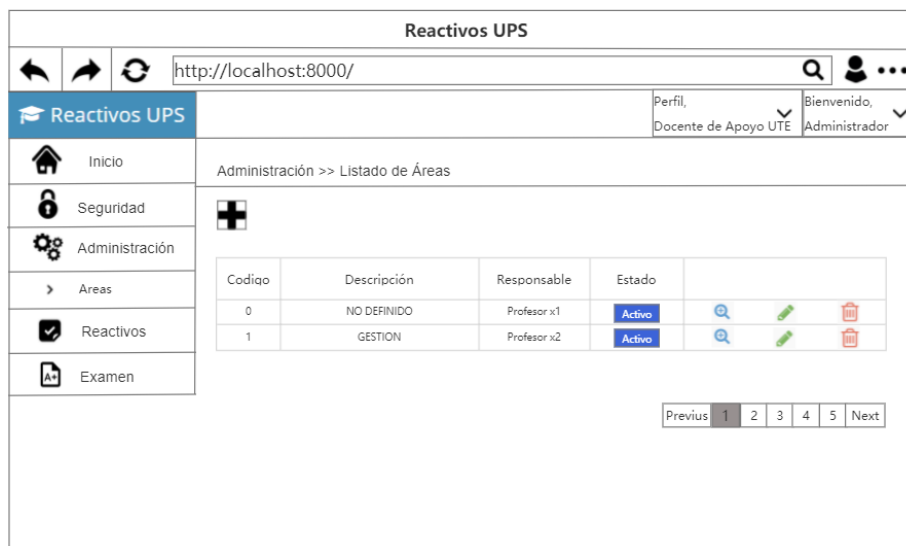 Reactivos UPS
http://localhost:8000/
Reactivos UPS
Perfil,
Docente de Apoyo UTE
Bienvenido,
Administrador
Inicio
Seguridad
Administración
Areas
Reactivos
A+
Examen
Administración >> Listado de Áreas
Codigo Descripción Responsable Estado
0 NO DEFINIDO Profesor x1 Activo
1 GESTION Profesor x2 Activo
Previus 1 2 3 4 5 Next